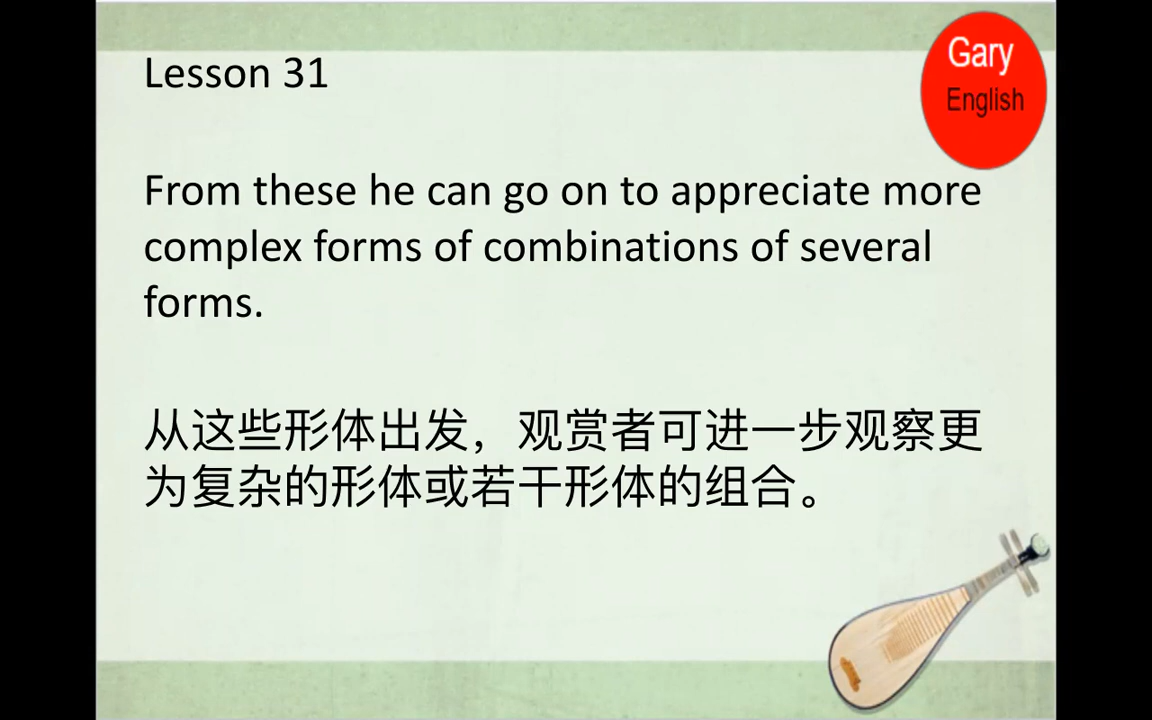 Lesson 31
Gary
English
From these he can go on to appreciate more
complex forms of combinations of several
forms.
从这些形体出发，观赏者可进一步观察更
为复杂的形体或若干形体的组合。